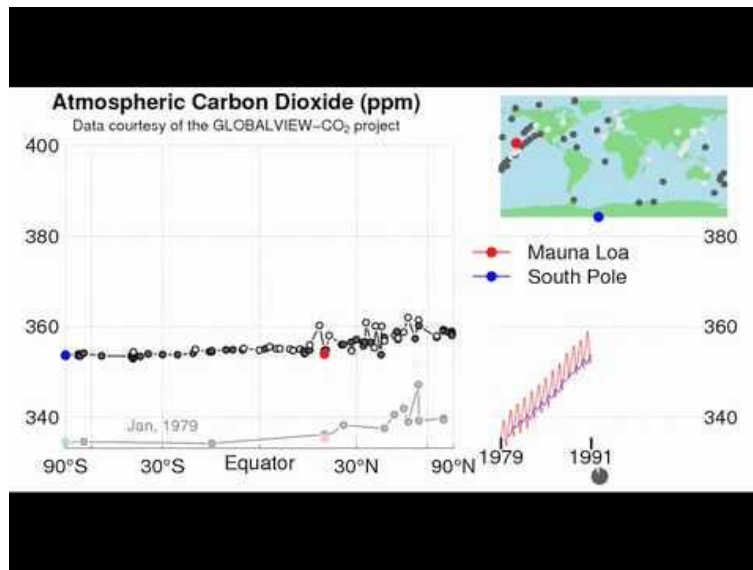 Atmospheric Carbon Dioxide (ppm)
Data courtesy of the GLOBALVIEW−CO₂ project
400
380
360
340
Jan, 1979
90°S
30°S
Equator
30°N
90°N
Mauna Loa
South Pole
380
360
340
1979
1991